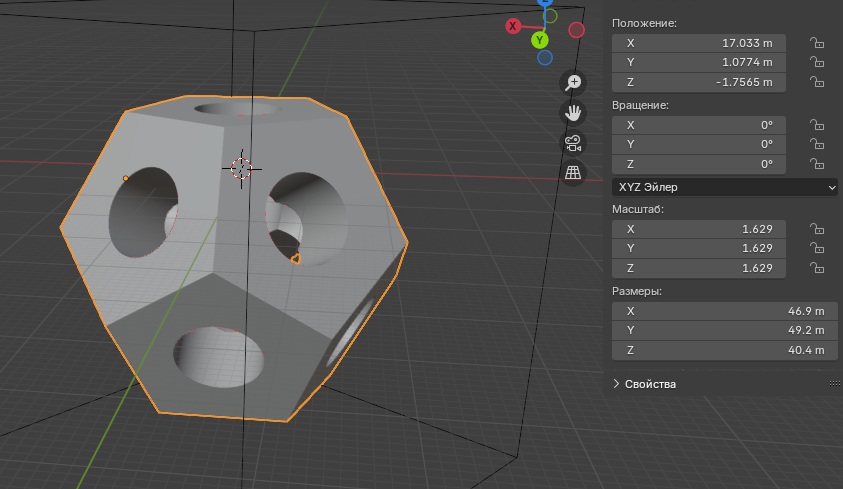 Z
X
Y
Положение:
X 17.033 m
Y 1.0774 m
Z -1.7565 m
Вращение:
X 0°
Y 0°
Z 0°
XYZ Эйлер
Масштаб:
X 1.629
Y 1.629
Z 1.629
Размеры:
X 46.9 m
Y 49.2 m
Z 40.4 m
Свойства